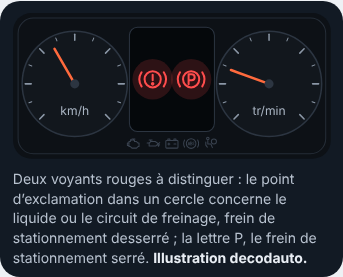 km/h
!
P
tr/min
Deux voyants rouges à distinguer : le point
d’exclamation dans un cercle concerne le
liquide ou le circuit de freinage, frein de
stationnement desserré ; la lettre P, le frein de
stationnement serré. Illustration decodauto.